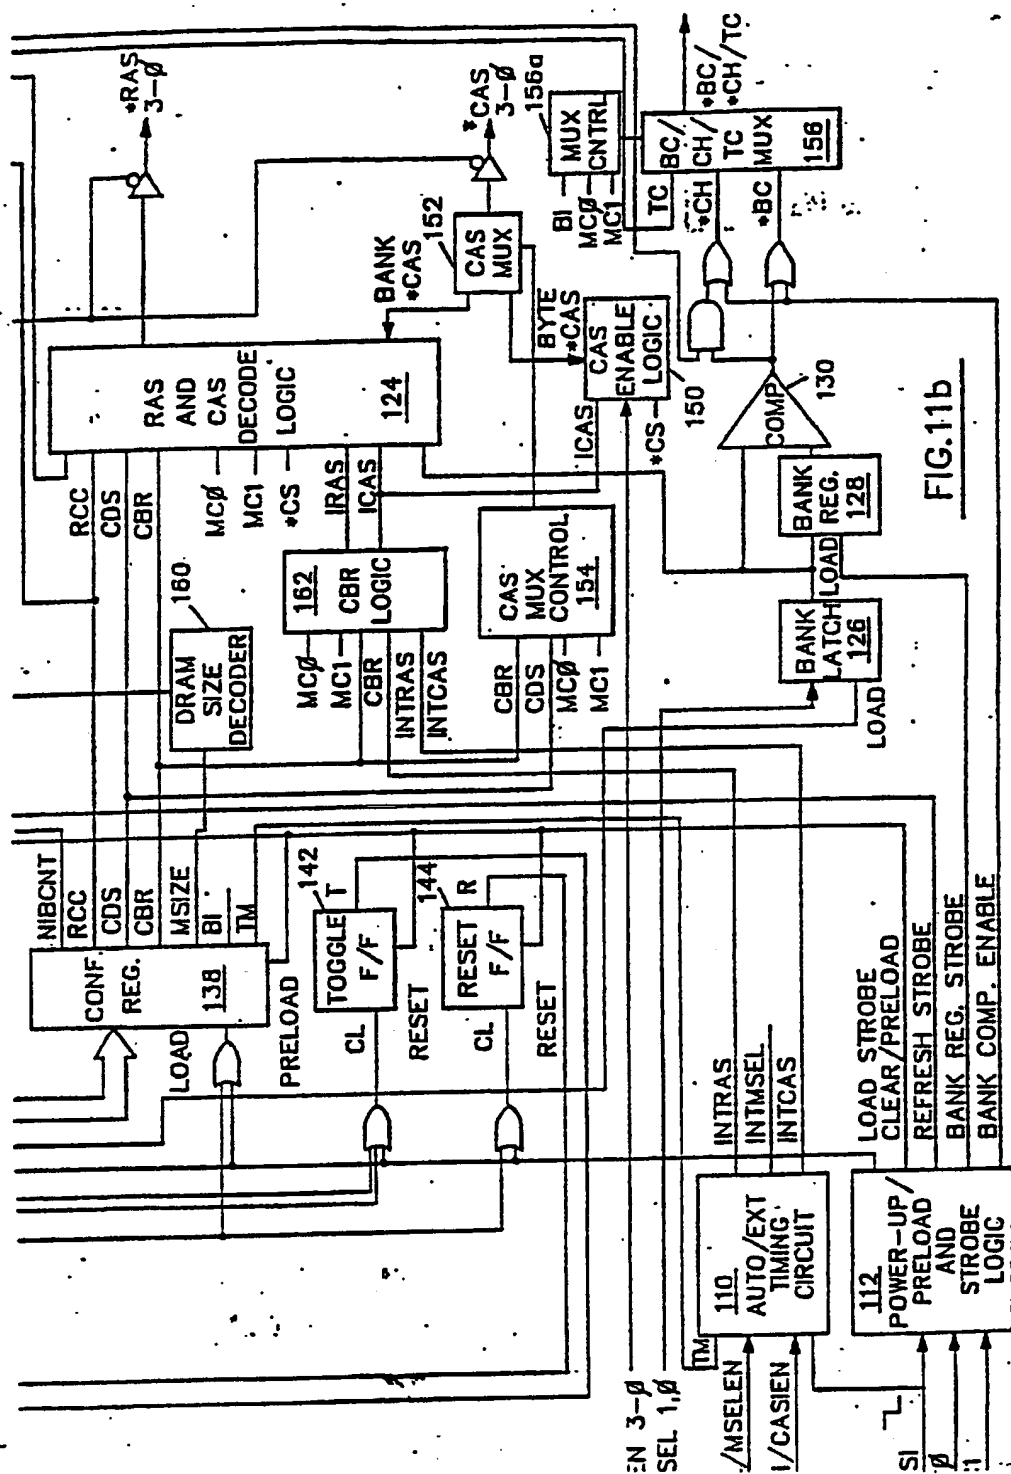 *RAS
3-Ø
*CAS
3-Ø
156a
MUX
CNTRL
BI
MCØ
MC1
*BC/
*CH/TC
BC/
CH/
TC
MUX
156
TC
*CH
*BC
152
CAS
MUX
BANK
*CAS
BYTE
*CAS
RAS
AND
CAS
DECODE
LOGIC
124
RCC
CDS
CBR
MCØ
MC1
*CS
IRAS
ICAS
CAS
ENABLE
LOGIC
150
ICAS
*CS
COMP
130
FIG.11b
160
DRAM
SIZE
DECODER
162
CBR
LOGIC
MCØ
MC1
CBR
INTRAS
INTCAS
CAS
MUX
CONTROL
154
CBR
CDS
MCØ
MC1
BANK
REG.
128
LOAD
BANK
LATCH
126
LOAD
NIBCNT
RCC
CDS
CBR
MSIZE
BI
TM
CONF.
REG.
138
LOAD
PRELOAD
142
TOGGLE
F/F
T
CL
RESET
144
RESET
F/F
R
CL
RESET
INTRAS
INTMSEL
INTCAS
LOAD STROBE
CLEAR/PRELOAD
REFRESH STROBE
BANK REG. STROBE
BANK COMP. ENABLE
110
AUTO/EXT
TIMING
CIRCUIT
TM
112
POWER-UP/
PRELOAD
AND
STROBE
LOGIC
EN 3-Ø
SEL 1,Ø
/MSELEN
I/CASIEN
SI
Ø
:1